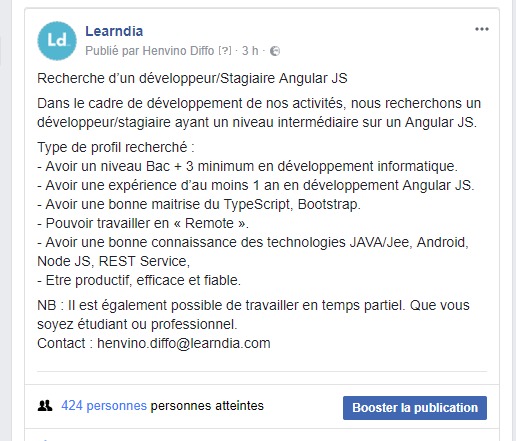 Ld
Learndia
Publié par Henvino Diffo [?] · 3 h ·
Recherche d'un développeur/Stagiaire Angular JS
Dans le cadre de développement de nos activités, nous recherchons un
développeur/stagiaire ayant un niveau intermédiaire sur un Angular JS.
Type de profil recherché :
- Avoir un niveau Bac + 3 minimum en développement informatique.
- Avoir une expérience d'au moins 1 an en développement Angular JS.
- Avoir une bonne maitrise du TypeScript, Bootstrap.
- Pouvoir travailler en « Remote ».
- Avoir une bonne connaissance des technologies JAVA/Jee, Android,
Node JS, REST Service,
- Etre productif, efficace et fiable.
NB : Il est également possible de travailler en temps partiel. Que vous
soyez étudiant ou professionnel.
Contact : henvino.diffo@learndia.com
424 personnes personnes atteintes
Booster la publication